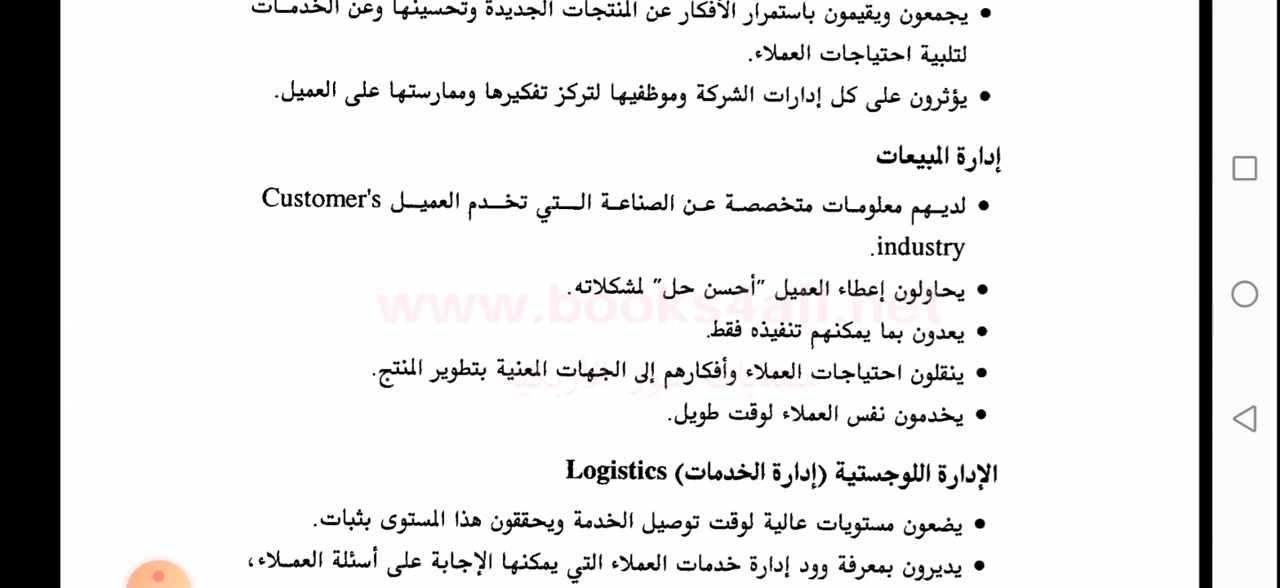 • يجمعون ويقيمون باستمرار الأفكار عن المنتجات الجديدة وتحسينها وعن الخدمات
لتلبية احتياجات العملاء.
• يؤثرون على كل إدارات الشركة وموظفيها لتركز تفكيرها وممارستها على العميل.
إدارة المبيعات
• لديهم معلومات متخصصة عن الصناعة التي تخدم العميل Customer's
industry.
• يحاولون إعطاء العميل "أحسن حل" لمشكلاته.
www.books4all.net
• يعدون بما يمكنهم تنفيذه فقط.
• ينقلون احتياجات العملاء وأفكارهم إلى الجهات المعنية بتطوير المنتج.
• يخدمون نفس العملاء لوقت طويل.
الإدارة اللوجستية (إدارة الخدمات) Logistics
• يضعون مستويات عالية لوقت توصيل الخدمة ويحققون هذا المستوى بثبات.
• يديرون بمعرفة وود إدارة خدمات العملاء التي يمكنها الإجابة على أسئلة العملاء،